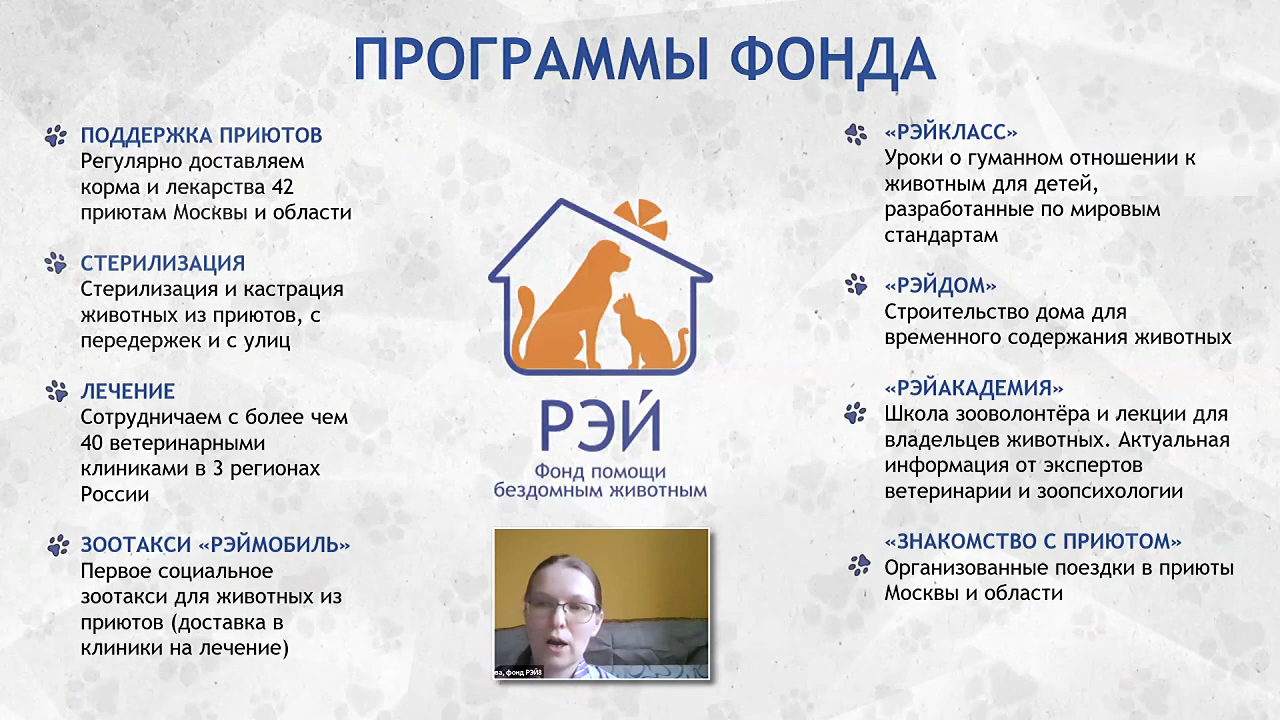 ПРОГРАММЫ ФОНДА
ПОДДЕРЖКА ПРИЮТОВ
Регулярно доставляем
корма и лекарства 42
приютам Москвы и области
СТЕРИЛИЗАЦИЯ
Стерилизация и кастрация
животных из приютов, с
передержек и с улиц
ЛЕЧЕНИЕ
Сотрудничаем с более чем
40 ветеринарными
клиниками в 3 регионах
России
ЗООТАКСИ «РЭЙМОБИЛЬ»
Первое социальное
зоотакси для животных из
приютов (доставка в
клиники на лечение)
РЭЙ
Фонд помощи
бездомным животным
ва, фонд РЭЙ8
«РЭЙКЛАСС»
Уроки о гуманном отношении к
животным для детей,
разработанные по мировым
стандартам
«РЭЙДОМ»
Строительство дома для
временного содержания животных
«РЭЙАКАДЕМИЯ»
Школа зооволонтёра и лекции для
владельцев животных. Актуальная
информация от экспертов
ветеринарии и зоопсихологии
«ЗНАКОМСТВО С ПРИЮТОМ»
Организованные поездки в приюты
Москвы и области